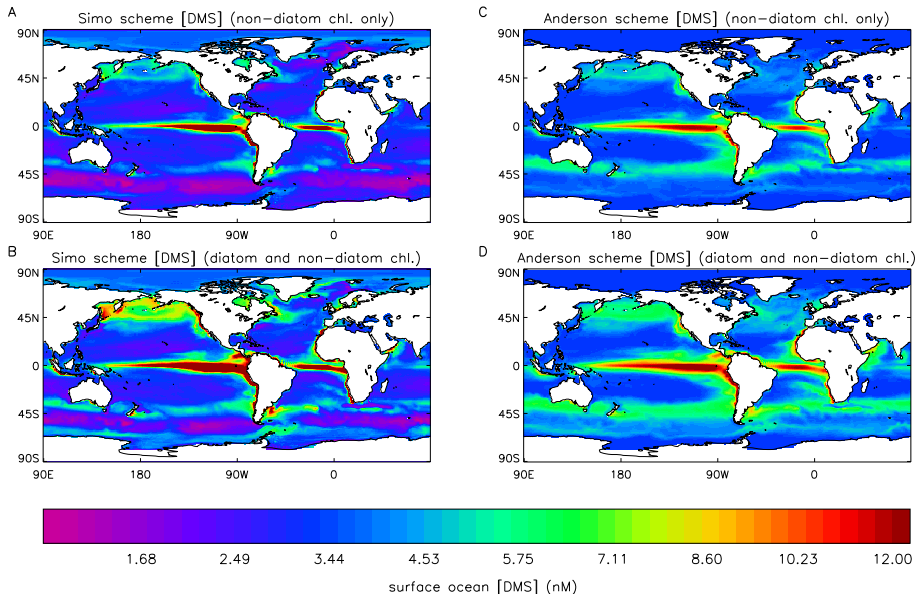 A
Simo scheme [DMS] (non-diatom chl. only)
90N
45N
0
45S
90S
90E
180
90W
0
B
Simo scheme [DMS] (diatom and non-diatom chl.)
90N
45N
0
45S
90S
90E
180
90W
0
C
Anderson scheme [DMS] (non-diatom chl. only)
90N
45N
0
45S
90S
90E
180
90W
0
D
Anderson scheme [DMS] (diatom and non-diatom chl.)
90N
45N
0
45S
90S
90E
180
90W
0
1.68 2.49 3.44 4.53 5.75 7.11 8.60 10.23 12.00
surface ocean [DMS] (nM)